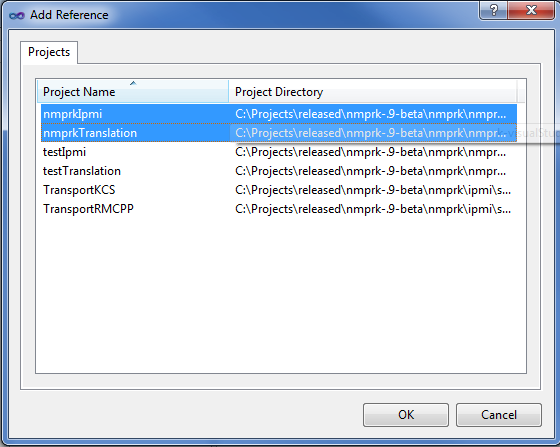 Add Reference
Projects
Project Name Project Directory
nmprkIpmi C:\Projects\released\nmprk-.9-beta\nmprk\nmpr...
nmprkTranslation C:\Projects\released\nmprk-.9-beta\nmprk\nmpr...
testIpmi C:\Projects\released\nmprk-.9-beta\nmprk\nmpr...
testTranslation C:\Projects\released\nmprk-.9-beta\nmprk\nmpr...
TransportKCS C:\Projects\released\nmprk-.9-beta\nmprk\ipmi\s...
TransportRMCPP C:\Projects\released\nmprk-.9-beta\nmprk\ipmi\s...
OK Cancel